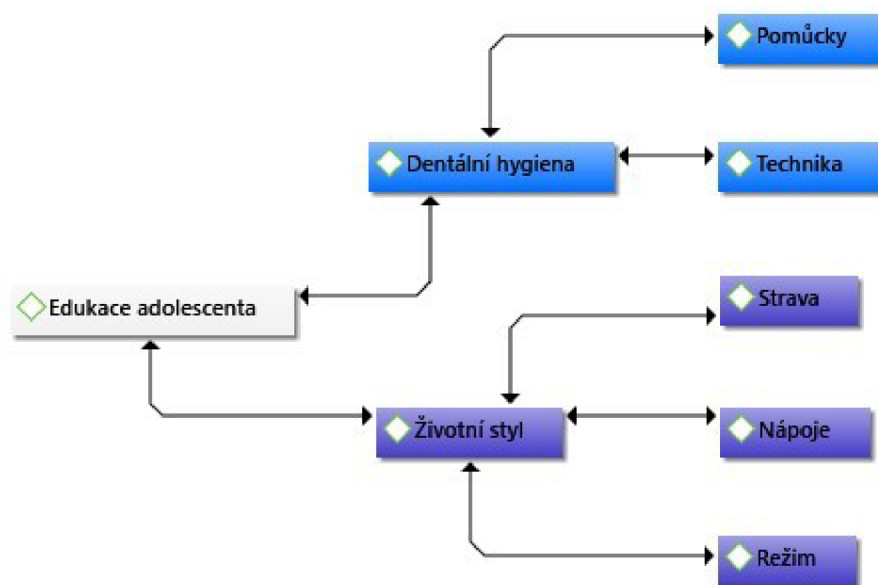 Pomůcky
Dentální hygiena
Technika
Edukace adolescenta
Strava
Životní styl
Nápoje
Režim